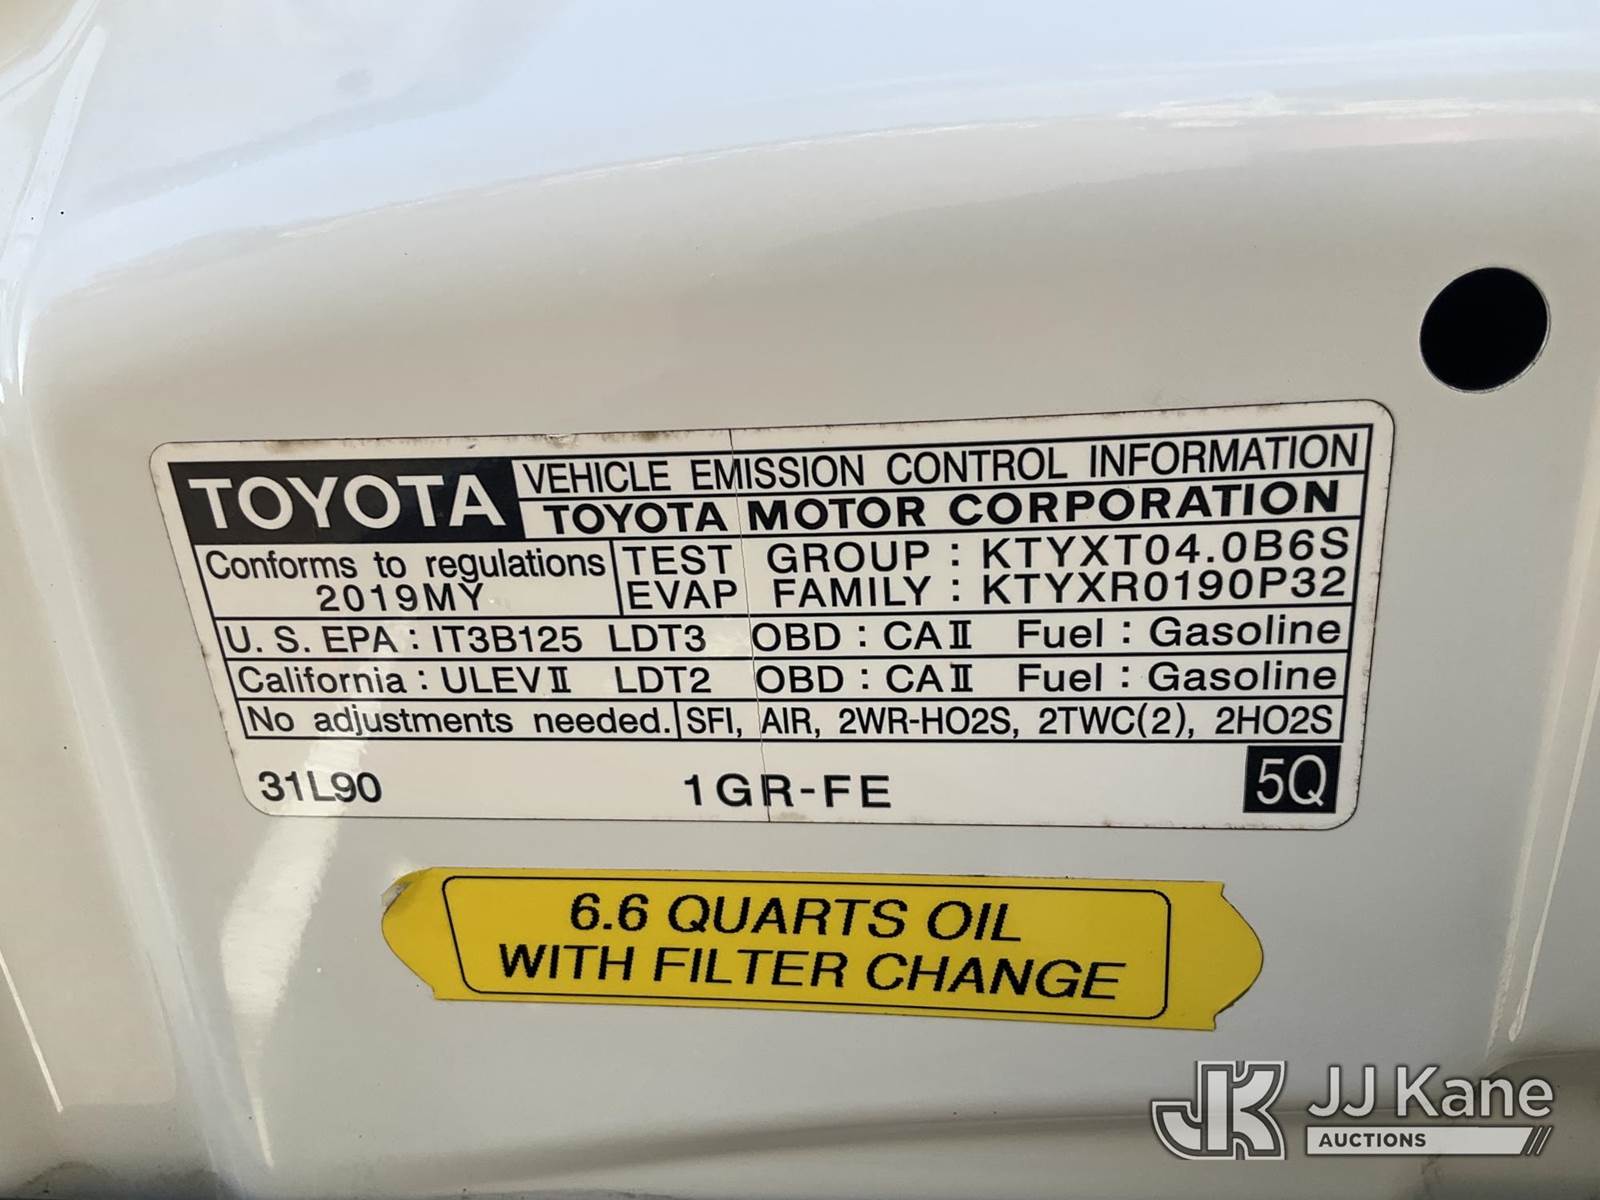 TOYOTA VEHICLE EMISSION CONTROL INFORMATION
TOYOTA MOTOR CORPORATION
Conforms to regulations
2019MY
TEST GROUP : KTYXT04.0B6S
EVAP FAMILY : KTYXR0190P32
U. S. EPA : IT3B125 LDT3 OBD : CAII Fuel : Gasoline
California : ULEVII LDT2 OBD : CAII Fuel : Gasoline
No adjustments needed. SFI, AIR, 2WR-HO2S, 2TWC(2), 2HO2S
31L90 1GR-FE 5Q
6.6 QUARTS OIL
WITH FILTER CHANGE
JK JJ Kane
AUCTIONS